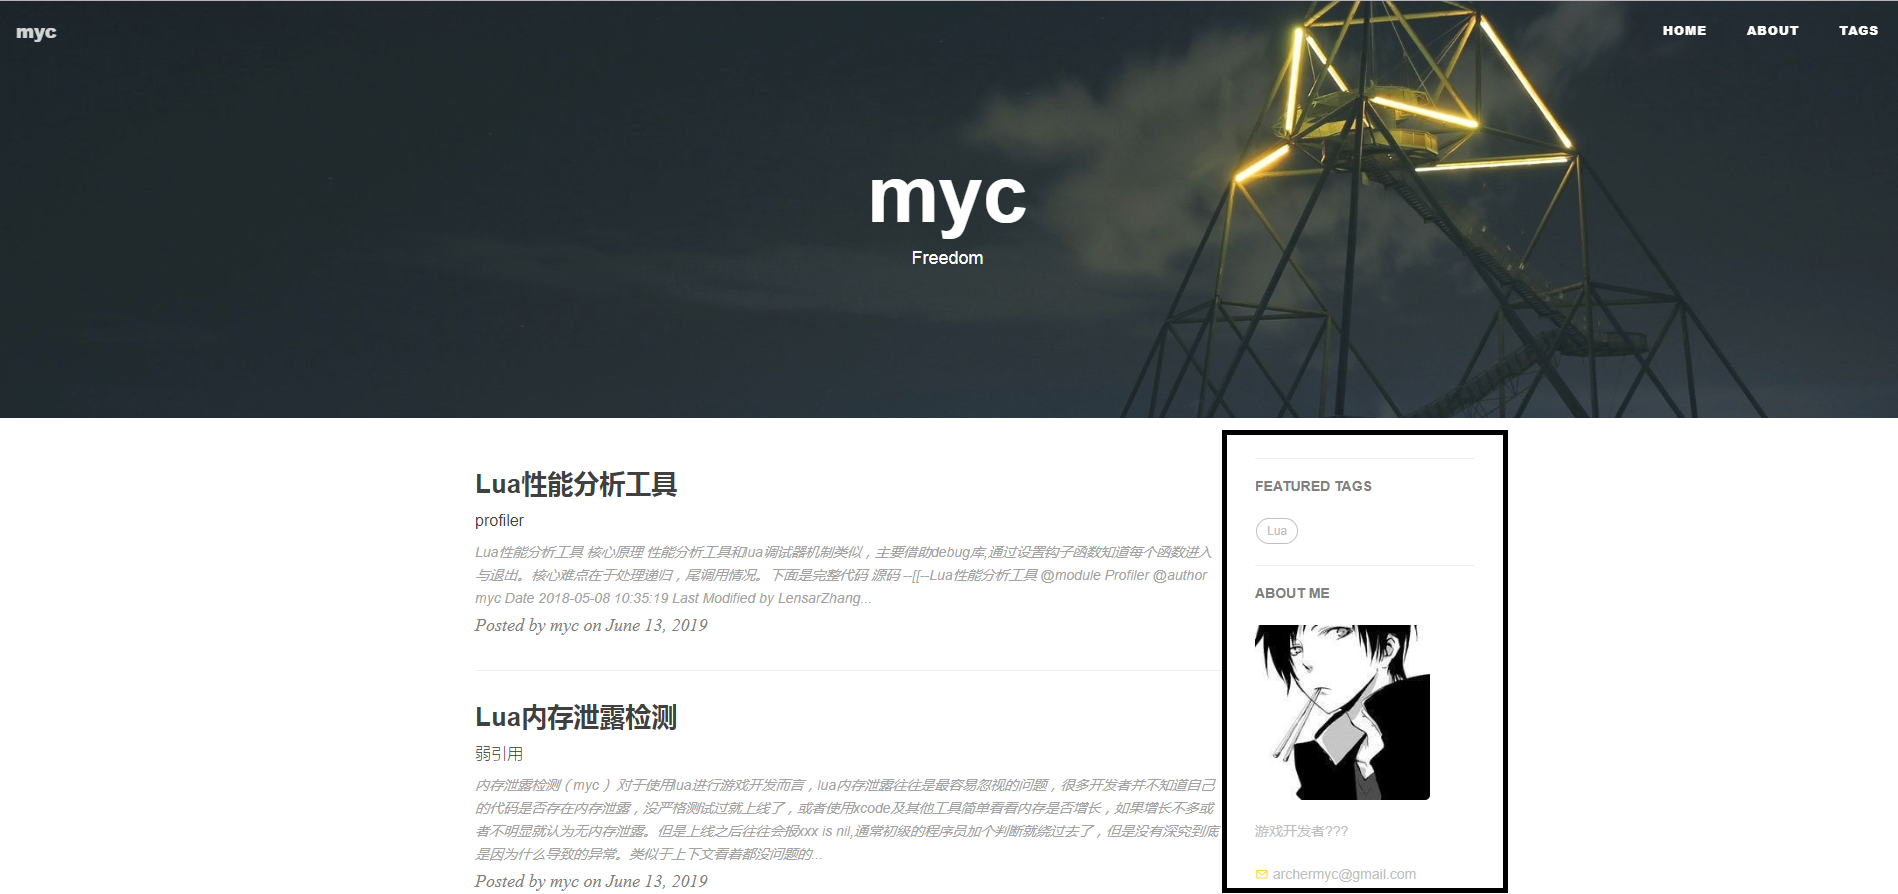 myc
HOME ABOUT TAGS
myc
Freedom
Lua性能分析工具
profiler
Lua性能分析工具 核心原理 性能分析工具和lua调试器机制类似，主要借助debug库,通过设置钩子函数知道每个函数进入
与退出。核心难点在于处理递归，尾调用情况。下面是完整代码 源码 --[[--Lua性能分析工具 @module Profiler @author
myc Date 2018-05-08 10:35:19 Last Modified by LensarZhang...
Posted by myc on June 13, 2019
Lua内存泄露检测
弱引用
内存泄露检测（myc） 对于使用lua进行游戏开发而言，lua内存泄露往往是最容易忽视的问题，很多开发者并不知道自己
的代码是否存在内存泄露，没严格测试过就上线了，或者使用xcode及其他工具简单看看内存是否增长，如果增长不多或
者不明显就认为无内存泄露。但是上线之后往往会报xxx is nil,通常初级的程序员加个判断就绕过去了，但是没有深究到底
是因为什么导致的异常。类似于上下文看着都没问题的...
Posted by myc on June 13, 2019
FEATURED TAGS
Lua
ABOUT ME
游戏开发者???
archermyc@gmail.com